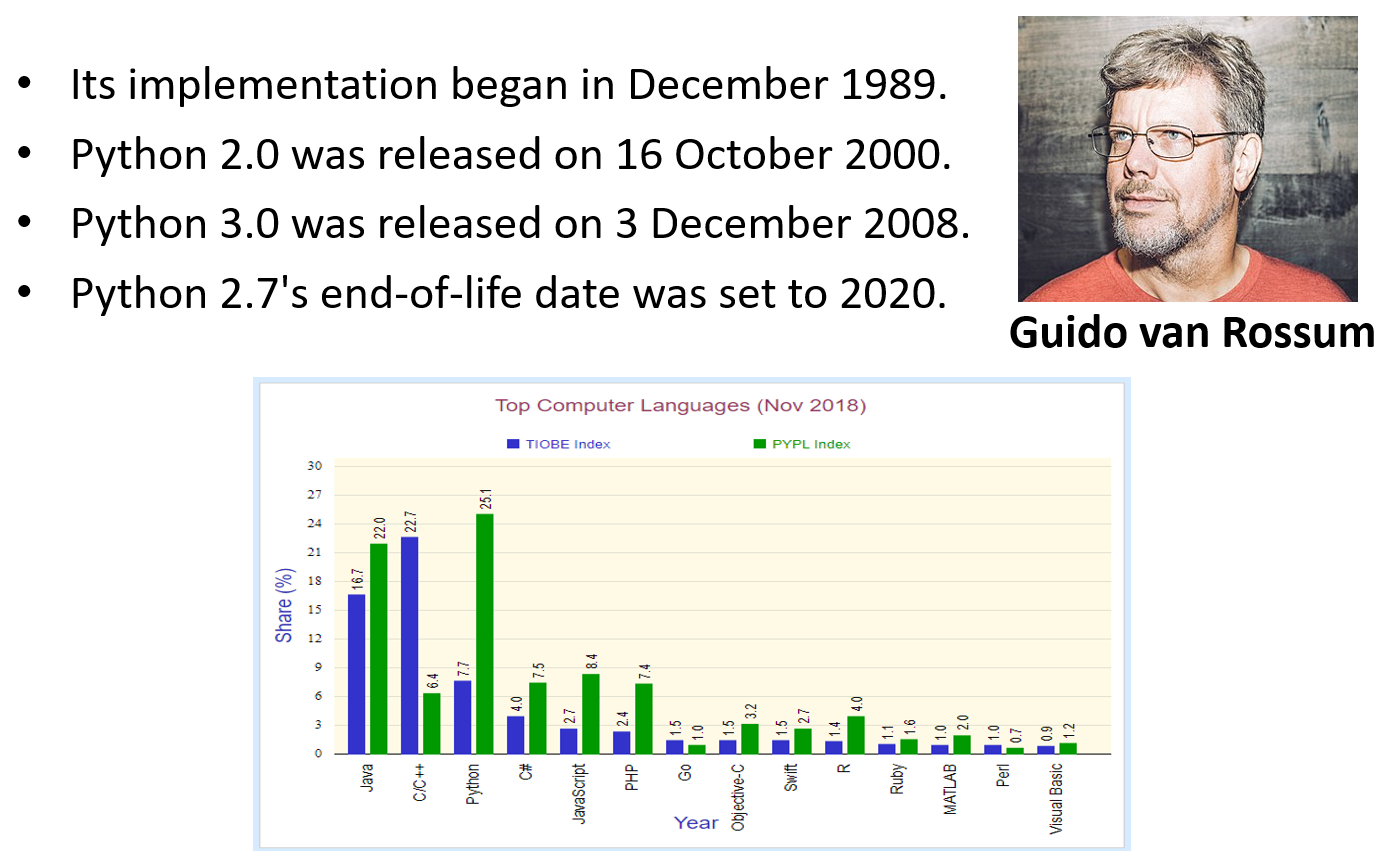 • Its implementation began in December 1989.
• Python 2.0 was released on 16 October 2000.
• Python 3.0 was released on 3 December 2008.
• Python 2.7's end-of-life date was set to 2020.
Guido van Rossum
Top Computer Languages (Nov 2018)
TIOBE Index PYPL Index
Share (%)
30
27
24
21
18
15
12
9
6
3
0
16.7 22.0
22.7 6.4
7.7 25.1
4.0 7.5
2.7 8.4
2.4 7.4
1.5 1.0
1.5 3.2
1.5 2.7
1.4 4.0
1.1 1.6
1.0 2.0
1.0 0.7
0.9 1.2
Java
C/C++
Python
C#
JavaScript
PHP
Go
Objective-C
Swift
R
Ruby
MATLAB
Perl
Visual Basic
Year